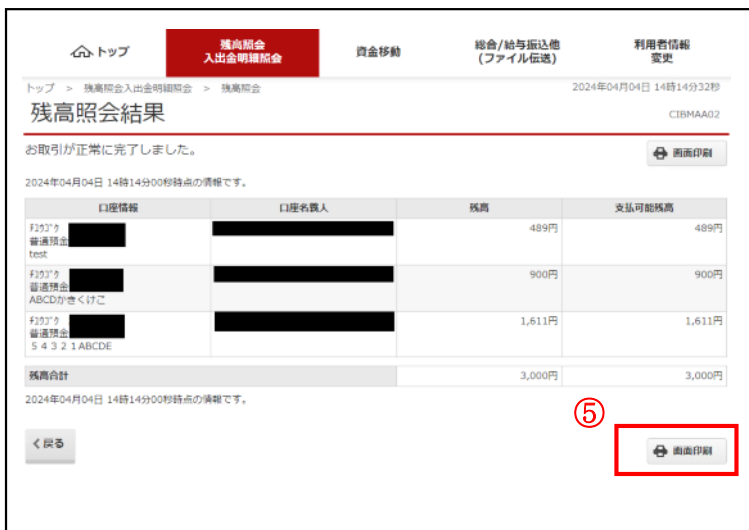 トップ
残高照会
入出金明細照会
資金移動
総合/給与振込他
(ファイル伝送)
利用者情報
変更
トップ > 残高照会入出金明細照会 > 残高照会
2024年04月04日 14時14分32秒
残高照会結果
CIBMAA02
お取引が正常に完了しました。
画面印刷
2024年04月04日 14時14分00秒時点の情報です。
口座情報 口座名義人 残高 支払可能残高
ﾁﾕｳｺﾞｸ
普通預金
test
489円 489円
ﾁﾕｳｺﾞｸ
普通預金
ABCDかきくけこ
900円 900円
ﾁﾕｳｺﾞｸ
普通預金
５４３２１ABCDE
1,611円 1,611円
残高合計 3,000円 3,000円
2024年04月04日 14時14分00秒時点の情報です。
⑤
戻る
画面印刷